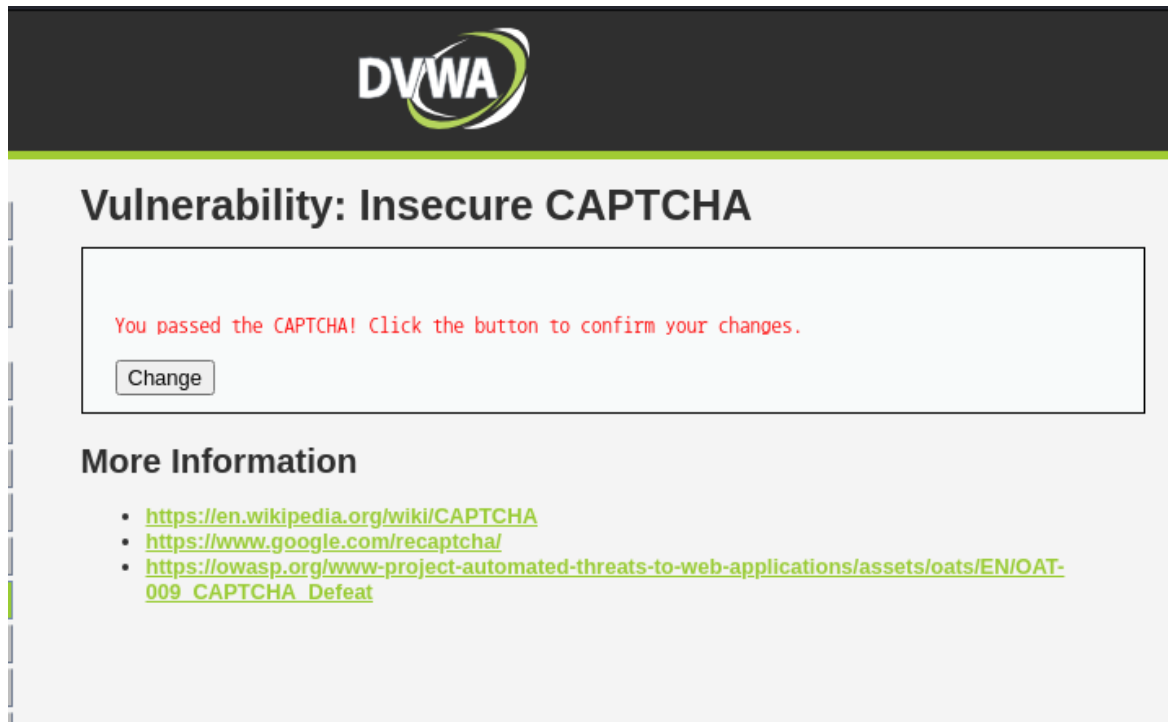 DVWA
Vulnerability: Insecure CAPTCHA
You passed the CAPTCHA! Click the button to confirm your changes.
Change
More Information
https://en.wikipedia.org/wiki/CAPTCHA
https://www.google.com/recaptcha/
https://owasp.org/www-project-automated-threats-to-web-applications/assets/oats/EN/OAT-
009_CAPTCHA_Defeat